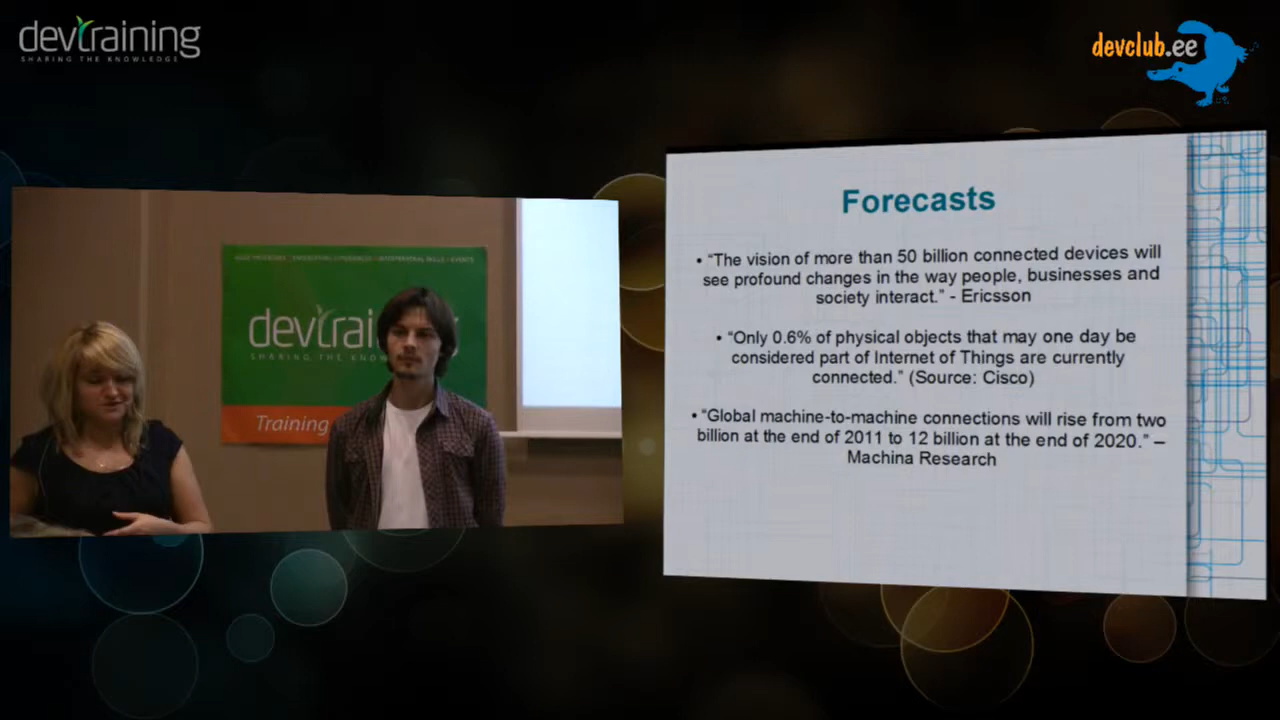 devtraining
SHARING THE KNOWLEDGE
devclub.ee
devtrai
SHARING THE KNOW
Training
Forecasts
• “The vision of more than 50 billion connected devices will
see profound changes in the way people, businesses and
society interact.” - Ericsson
• “Only 0.6% of physical objects that may one day be
considered part of Internet of Things are currently
connected.” (Source: Cisco)
• “Global machine-to-machine connections will rise from two
billion at the end of 2011 to 12 billion at the end of 2020.” –
Machina Research